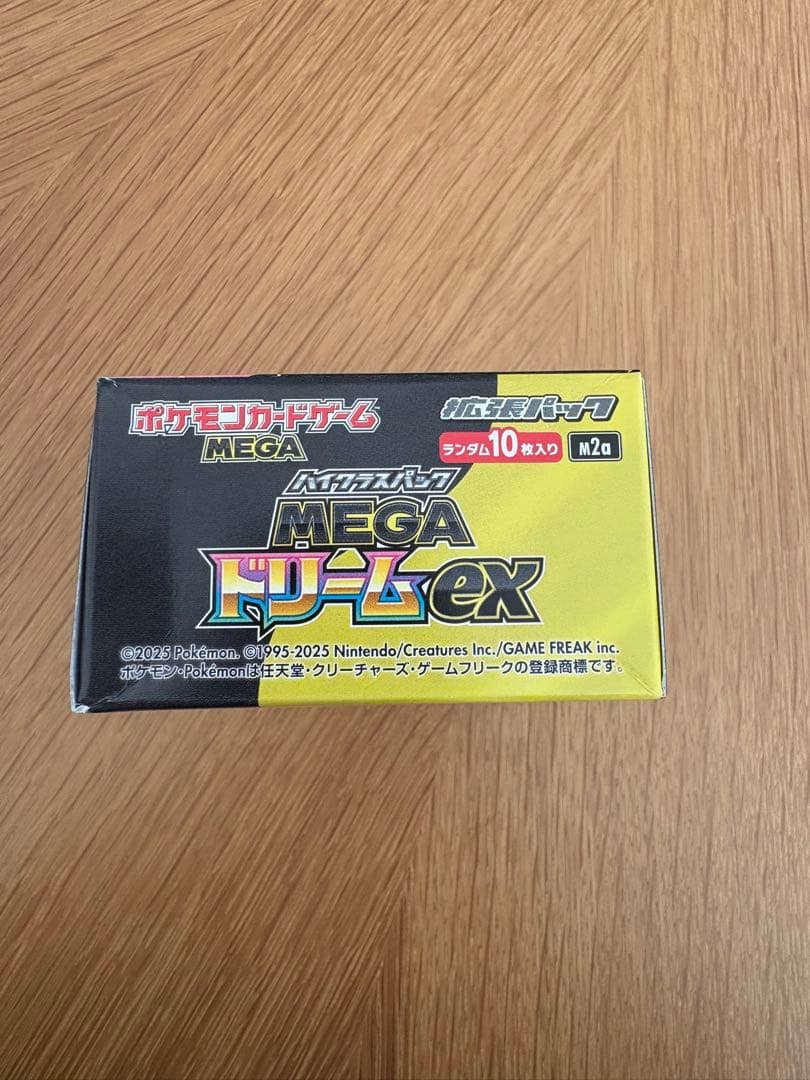 ポケモンカードゲーム
MEGA
拡張パック
ランダム10枚入り M2a
ハイクラスパック
MEGA
ドリームex
©2025 Pokémon. ©1995-2025 Nintendo/Creatures Inc./GAME FREAK inc.
ポケモン・Pokémonは任天堂・クリーチャーズ・ゲームフリークの登録商標です。